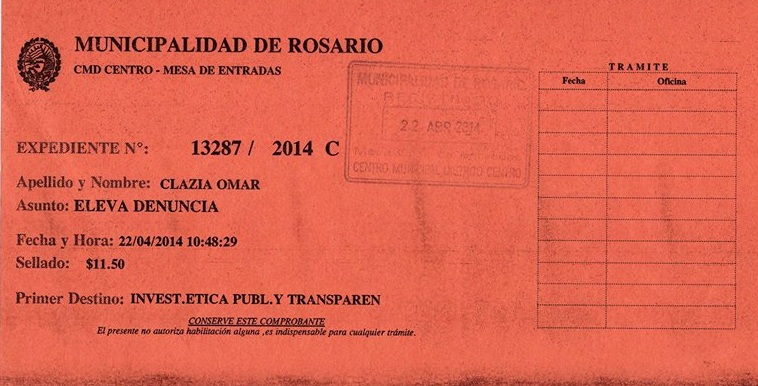 MUNICIPALIDAD DE ROSARIO
CMD CENTRO - MESA DE ENTRADAS
EXPEDIENTE N°: 13287 / 2014 C
Apellido y Nombre: CLAZIA OMAR
Asunto: ELEVA DENUNCIA
Fecha y Hora: 22/04/2014 10:48:29
Sellado: $11.50
Primer Destino: INVEST.ETICA PUBL.Y TRANSPAREN
CONSERVE ESTE COMPROBANTE
El presente no autoriza habilitación alguna ,es indispensable para cualquier trámite.
MUNICIPALIDAD DE
22 APR 2014
CENTRO MUNICIPAL CENTRO
TRAMITE
Fecha Oficina